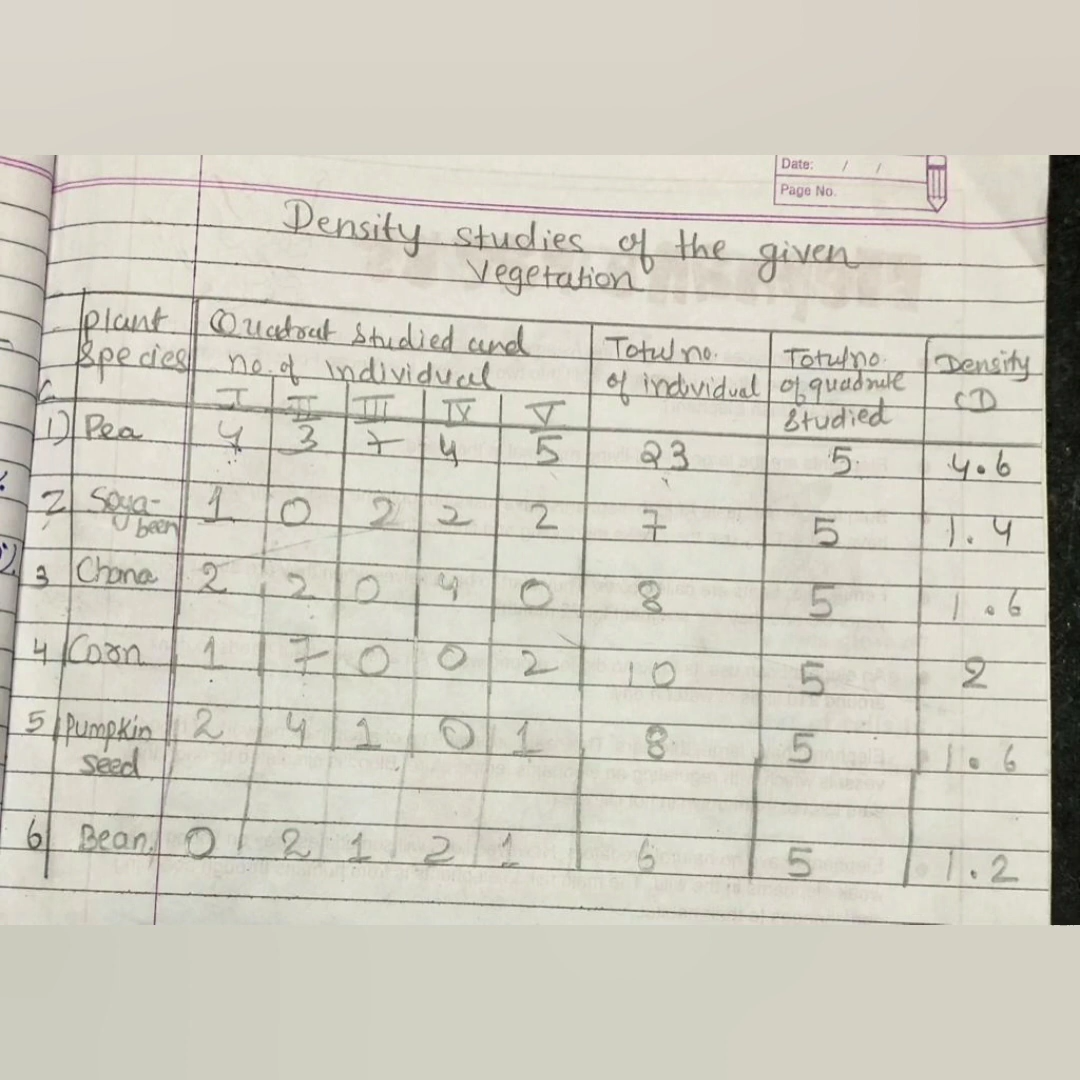 Date: / /
Page No.
Density studies of the given
vegetation
plant Quadrat studied and Total no. Total no. Density
species no. of individual of individual of quadrate (D
I II III IV V studied
1) Pea 4 3 7 4 5 23 5 4.6
2 Soya- 1 0 2 2 2 7 5 1.4
been
3 Chana 2 2 0 4 0 8 5 1.6
4 Corn 1 7 0 0 2 10 5 2
5 Pumpkin 2 4 1 0 1 8 5 1.6
seed
6 Bean 0 2 1 2 1 6 5 1.2